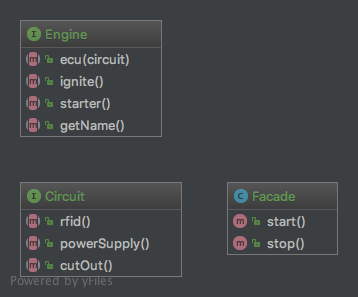 Engine
ecu(circuit)
ignite()
starter()
getName()
Circuit
rfid()
powerSupply()
cutOut()
Facade
start()
stop()
Powered by yFiles